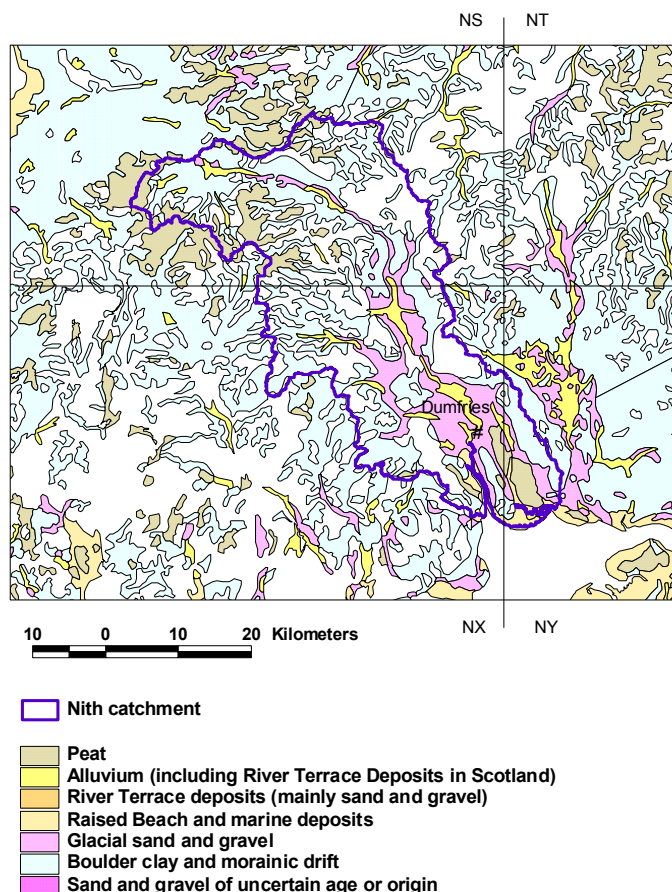 NS NT
Dumfries
#
NX NY
10 0 10 20 Kilometers
Nith catchment
Peat
Alluvium (including River Terrace Deposits in Scotland)
River Terrace deposits (mainly sand and gravel)
Raised Beach and marine deposits
Glacial sand and gravel
Boulder clay and morainic drift
Sand and gravel of uncertain age or origin